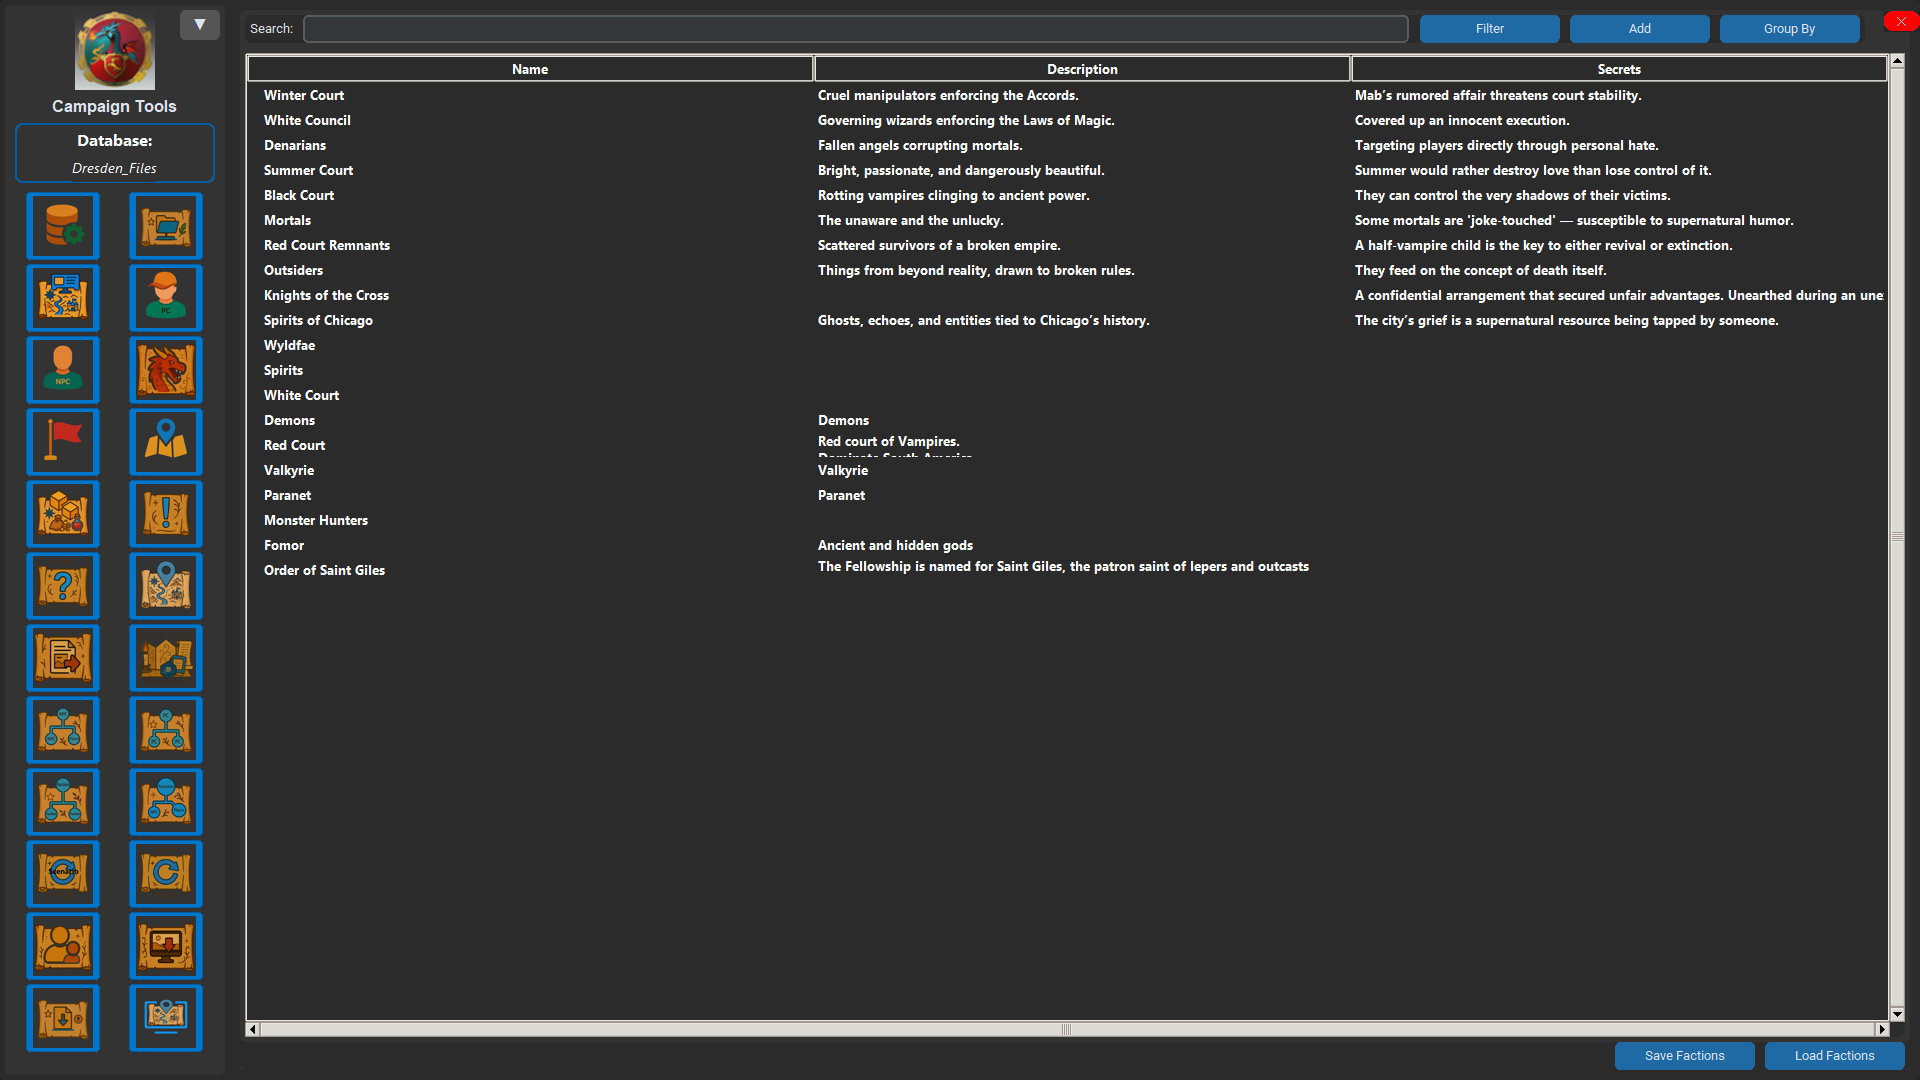 Search:
Filter
Add
Group By
Campaign Tools
Database:
Dresden_Files
PC
NPC
Scenario
Name Description Secrets
Winter Court Cruel manipulators enforcing the Accords. Mab’s rumored affair threatens court stability.
White Council Governing wizards enforcing the Laws of Magic. Covered up an innocent execution.
Denarians Fallen angels corrupting mortals. Targeting players directly through personal hate.
Summer Court Bright, passionate, and dangerously beautiful. Summer would rather destroy love than lose control of it.
Black Court Rotting vampires clinging to ancient power. They can control the very shadows of their victims.
Mortals The unaware and the unlucky. Some mortals are 'joke-touched' — susceptible to supernatural humor.
Red Court Remnants Scattered survivors of a broken empire. A half-vampire child is the key to either revival or extinction.
Outsiders Things from beyond reality, drawn to broken rules. They feed on the concept of death itself.
Knights of the Cross A confidential arrangement that secured unfair advantages. Unearthed during an une
Spirits of Chicago Ghosts, echoes, and entities tied to Chicago’s history. The city’s grief is a supernatural resource being tapped by someone.
Wyldfae
Spirits
White Court
Demons Demons
Red Court Red court of Vampires.
Dominate South America
Valkyrie Valkyrie
Paranet Paranet
Monster Hunters
Fomor Ancient and hidden gods
Order of Saint Giles The Fellowship is named for Saint Giles, the patron saint of lepers and outcasts
Save Factions
Load Factions